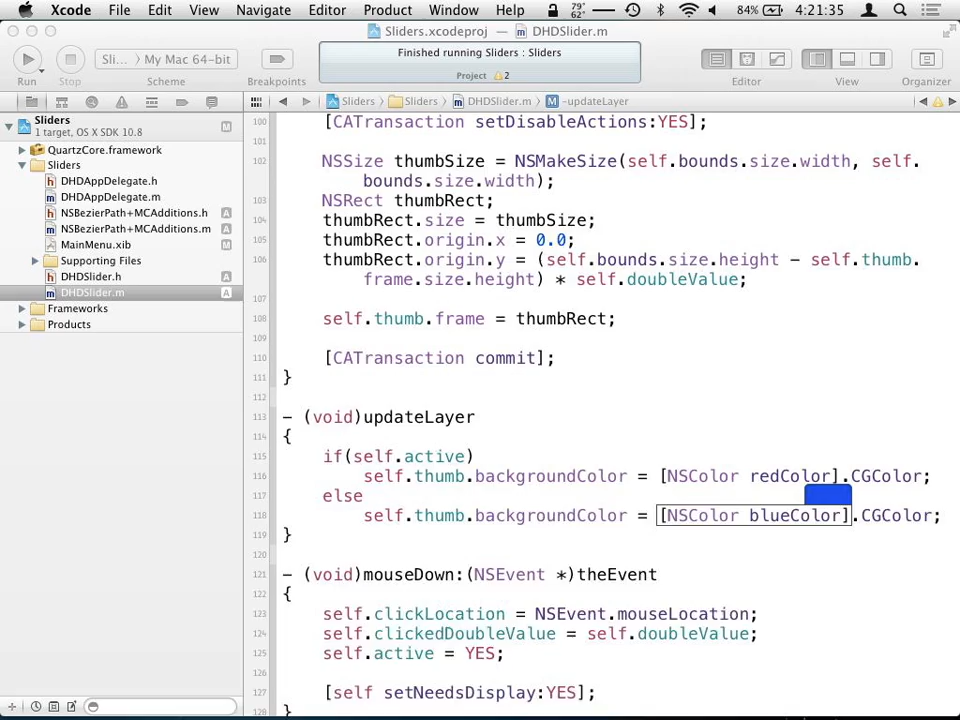 Xcode File Edit View Navigate Editor Product Window Help 79° 62° 84% 4:21:35
Sliders.xcodeproj — DHDSlider.m
Sli... My Mac 64-bit
Finished running Sliders : Sliders
Project 2
Run Stop Scheme Breakpoints Editor View Organizer
Sliders Sliders DHDSlider.m -updateLayer
Sliders
1 target, OS X SDK 10.8
M
QuartzCore.framework
Sliders
DHDAppDelegate.h
DHDAppDelegate.m
NSBezierPath+MCAdditions.h A
NSBezierPath+MCAdditions.m A
MainMenu.xib M
Supporting Files
DHDSlider.h A
DHDSlider.m A
Frameworks
Products
100 [CATransaction setDisableActions:YES];
101
102 NSSize thumbSize = NSMakeSize(self.bounds.size.width, self.
bounds.size.width);
103 NSRect thumbRect;
104 thumbRect.size = thumbSize;
105 thumbRect.origin.x = 0.0;
106 thumbRect.origin.y = (self.bounds.size.height - self.thumb.
frame.size.height) * self.doubleValue;
107
108 self.thumb.frame = thumbRect;
109
110 [CATransaction commit];
111 }
112
113 - (void)updateLayer
114 {
115 if(self.active)
116 self.thumb.backgroundColor = [NSColor redColor].CGColor;
117 else
118 self.thumb.backgroundColor = [NSColor blueColor].CGColor;
119 }
120
121 - (void)mouseDown:(NSEvent *)theEvent
122 {
123 self.clickLocation = NSEvent.mouseLocation;
124 self.clickedDoubleValue = self.doubleValue;
125 self.active = YES;
126
127 [self setNeedsDisplay:YES];
128 }